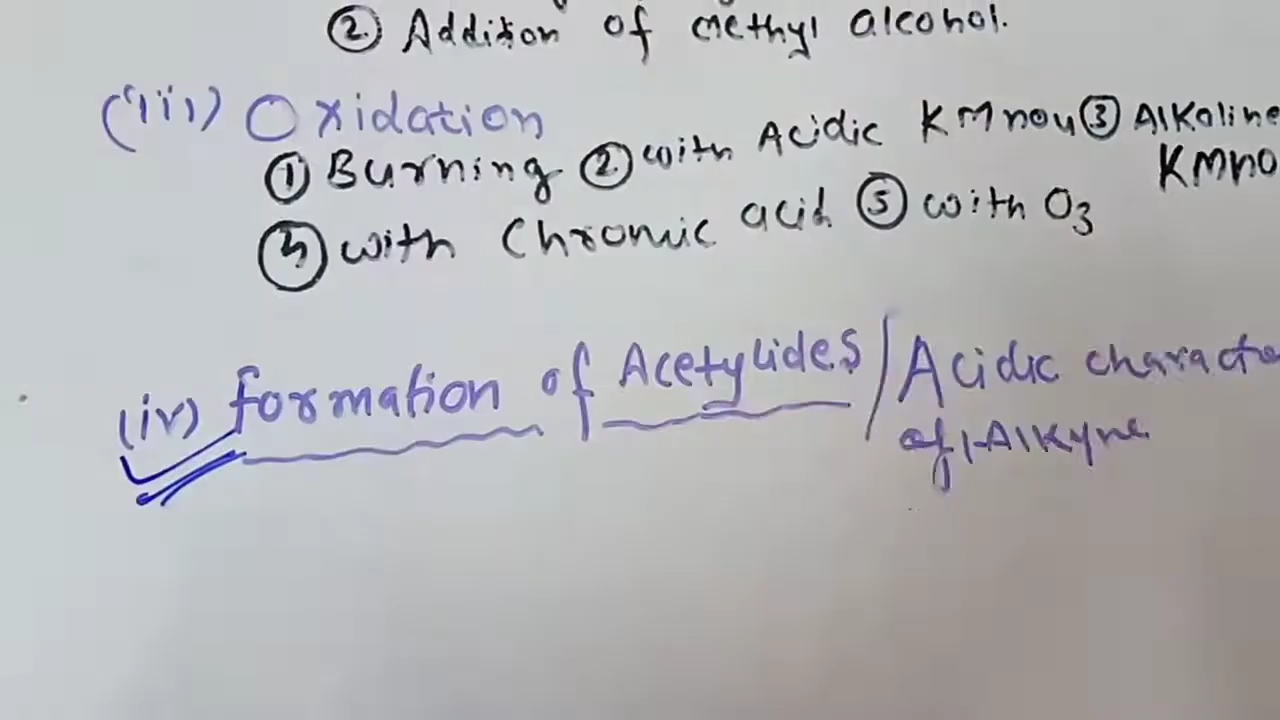 ② Addition of methyl alcohol.
(iii) Oxidation
① Burning ② with Acidic KMnO4 ③ Alkaline
KMnO
④ with Chromic acid ⑤ with O3
(iv) formation of Acetylides / Acidic characte
of 1-Alkyne